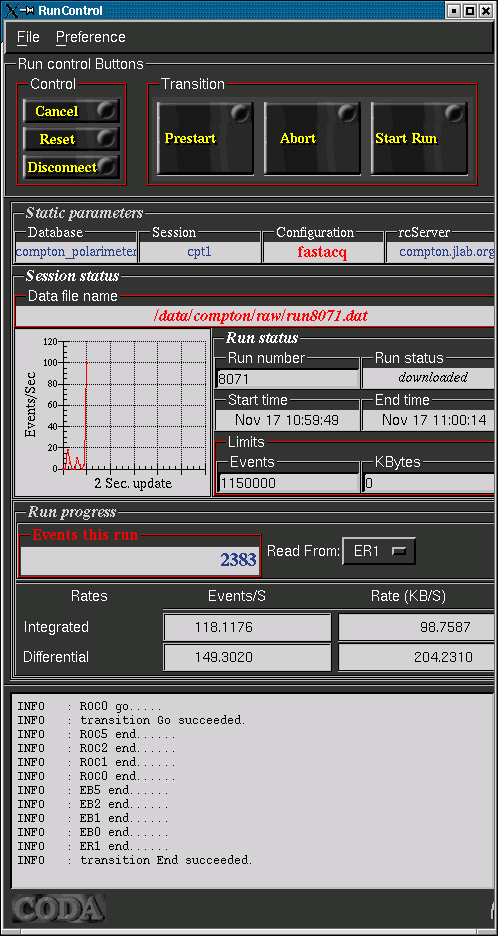 RunControl
File Preference
Run control Buttons
Control Transition
Cancel
Reset
Disconnect
Prestart Abort Start Run
Static parameters
Database Session Configuration rcServer
compton_polarimeter cpt1 fastacq compton.jlab.org
Session status
Data file name
/data/compton/raw/run8071.dat
Run status
Run number Run status
8071 downloaded
Start time End time
Nov 17 10:59:49 Nov 17 11:00:14
Limits
Events KBytes
1150000 0
120
100
80
60
40
20
0
Events/Sec
2 Sec. update
Run progress
Events this run
2383
Read From: ER1
Rates Events/S Rate (KB/S)
Integrated 118.1176 98.7587
Differential 149.3020 204.2310
INFO : ROC0 go.....
INFO : transition Go succeeded.
INFO : ROC5 end......
INFO : ROC2 end......
INFO : ROC1 end......
INFO : ROC0 end......
INFO : EB5 end......
INFO : EB2 end......
INFO : EB1 end......
INFO : EB0 end......
INFO : ER1 end......
INFO : transition End succeeded.
CODA